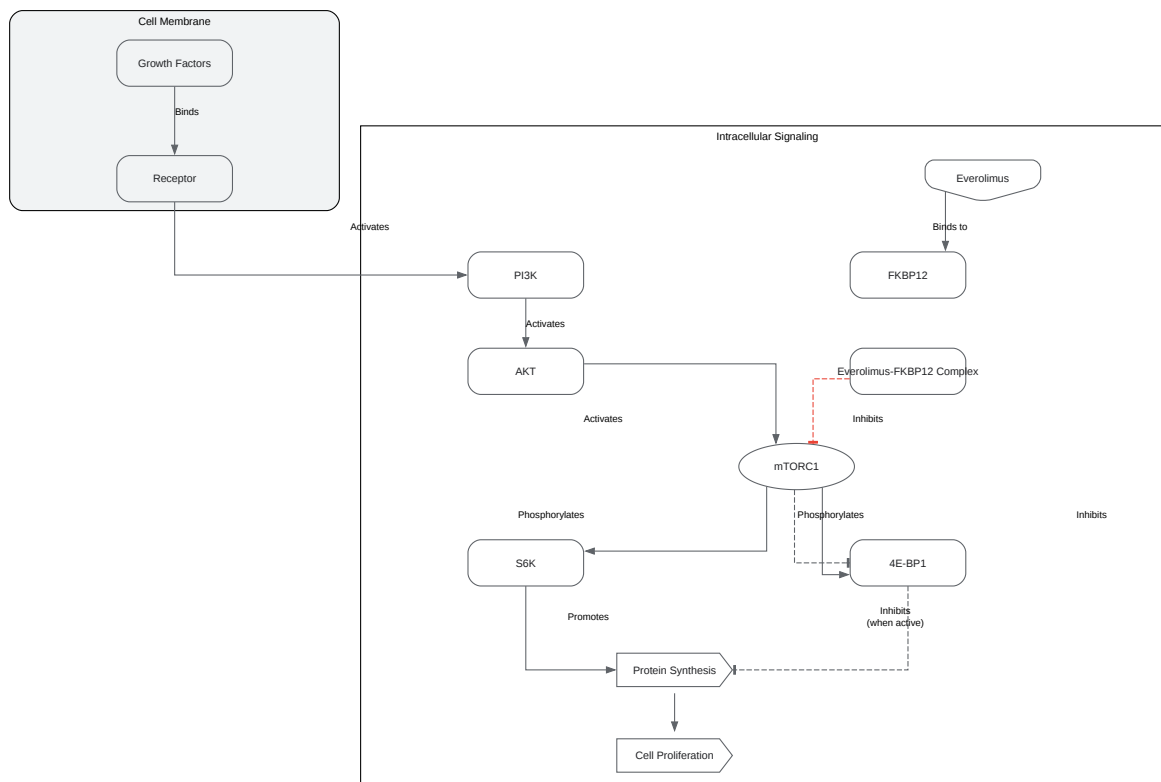 Cell Membrane
Growth Factors
Binds
Receptor
Intracellular Signaling
Everolimus
Activates
Binds to
PI3K
FKBP12
Activates
AKT
Everolimus-FKBP12 Complex
Activates
Inhibits
mTORC1
Phosphorylates
Phosphorylates
Inhibits
S6K
4E-BP1
Promotes
Inhibits
(when active)
Protein Synthesis
Cell Proliferation